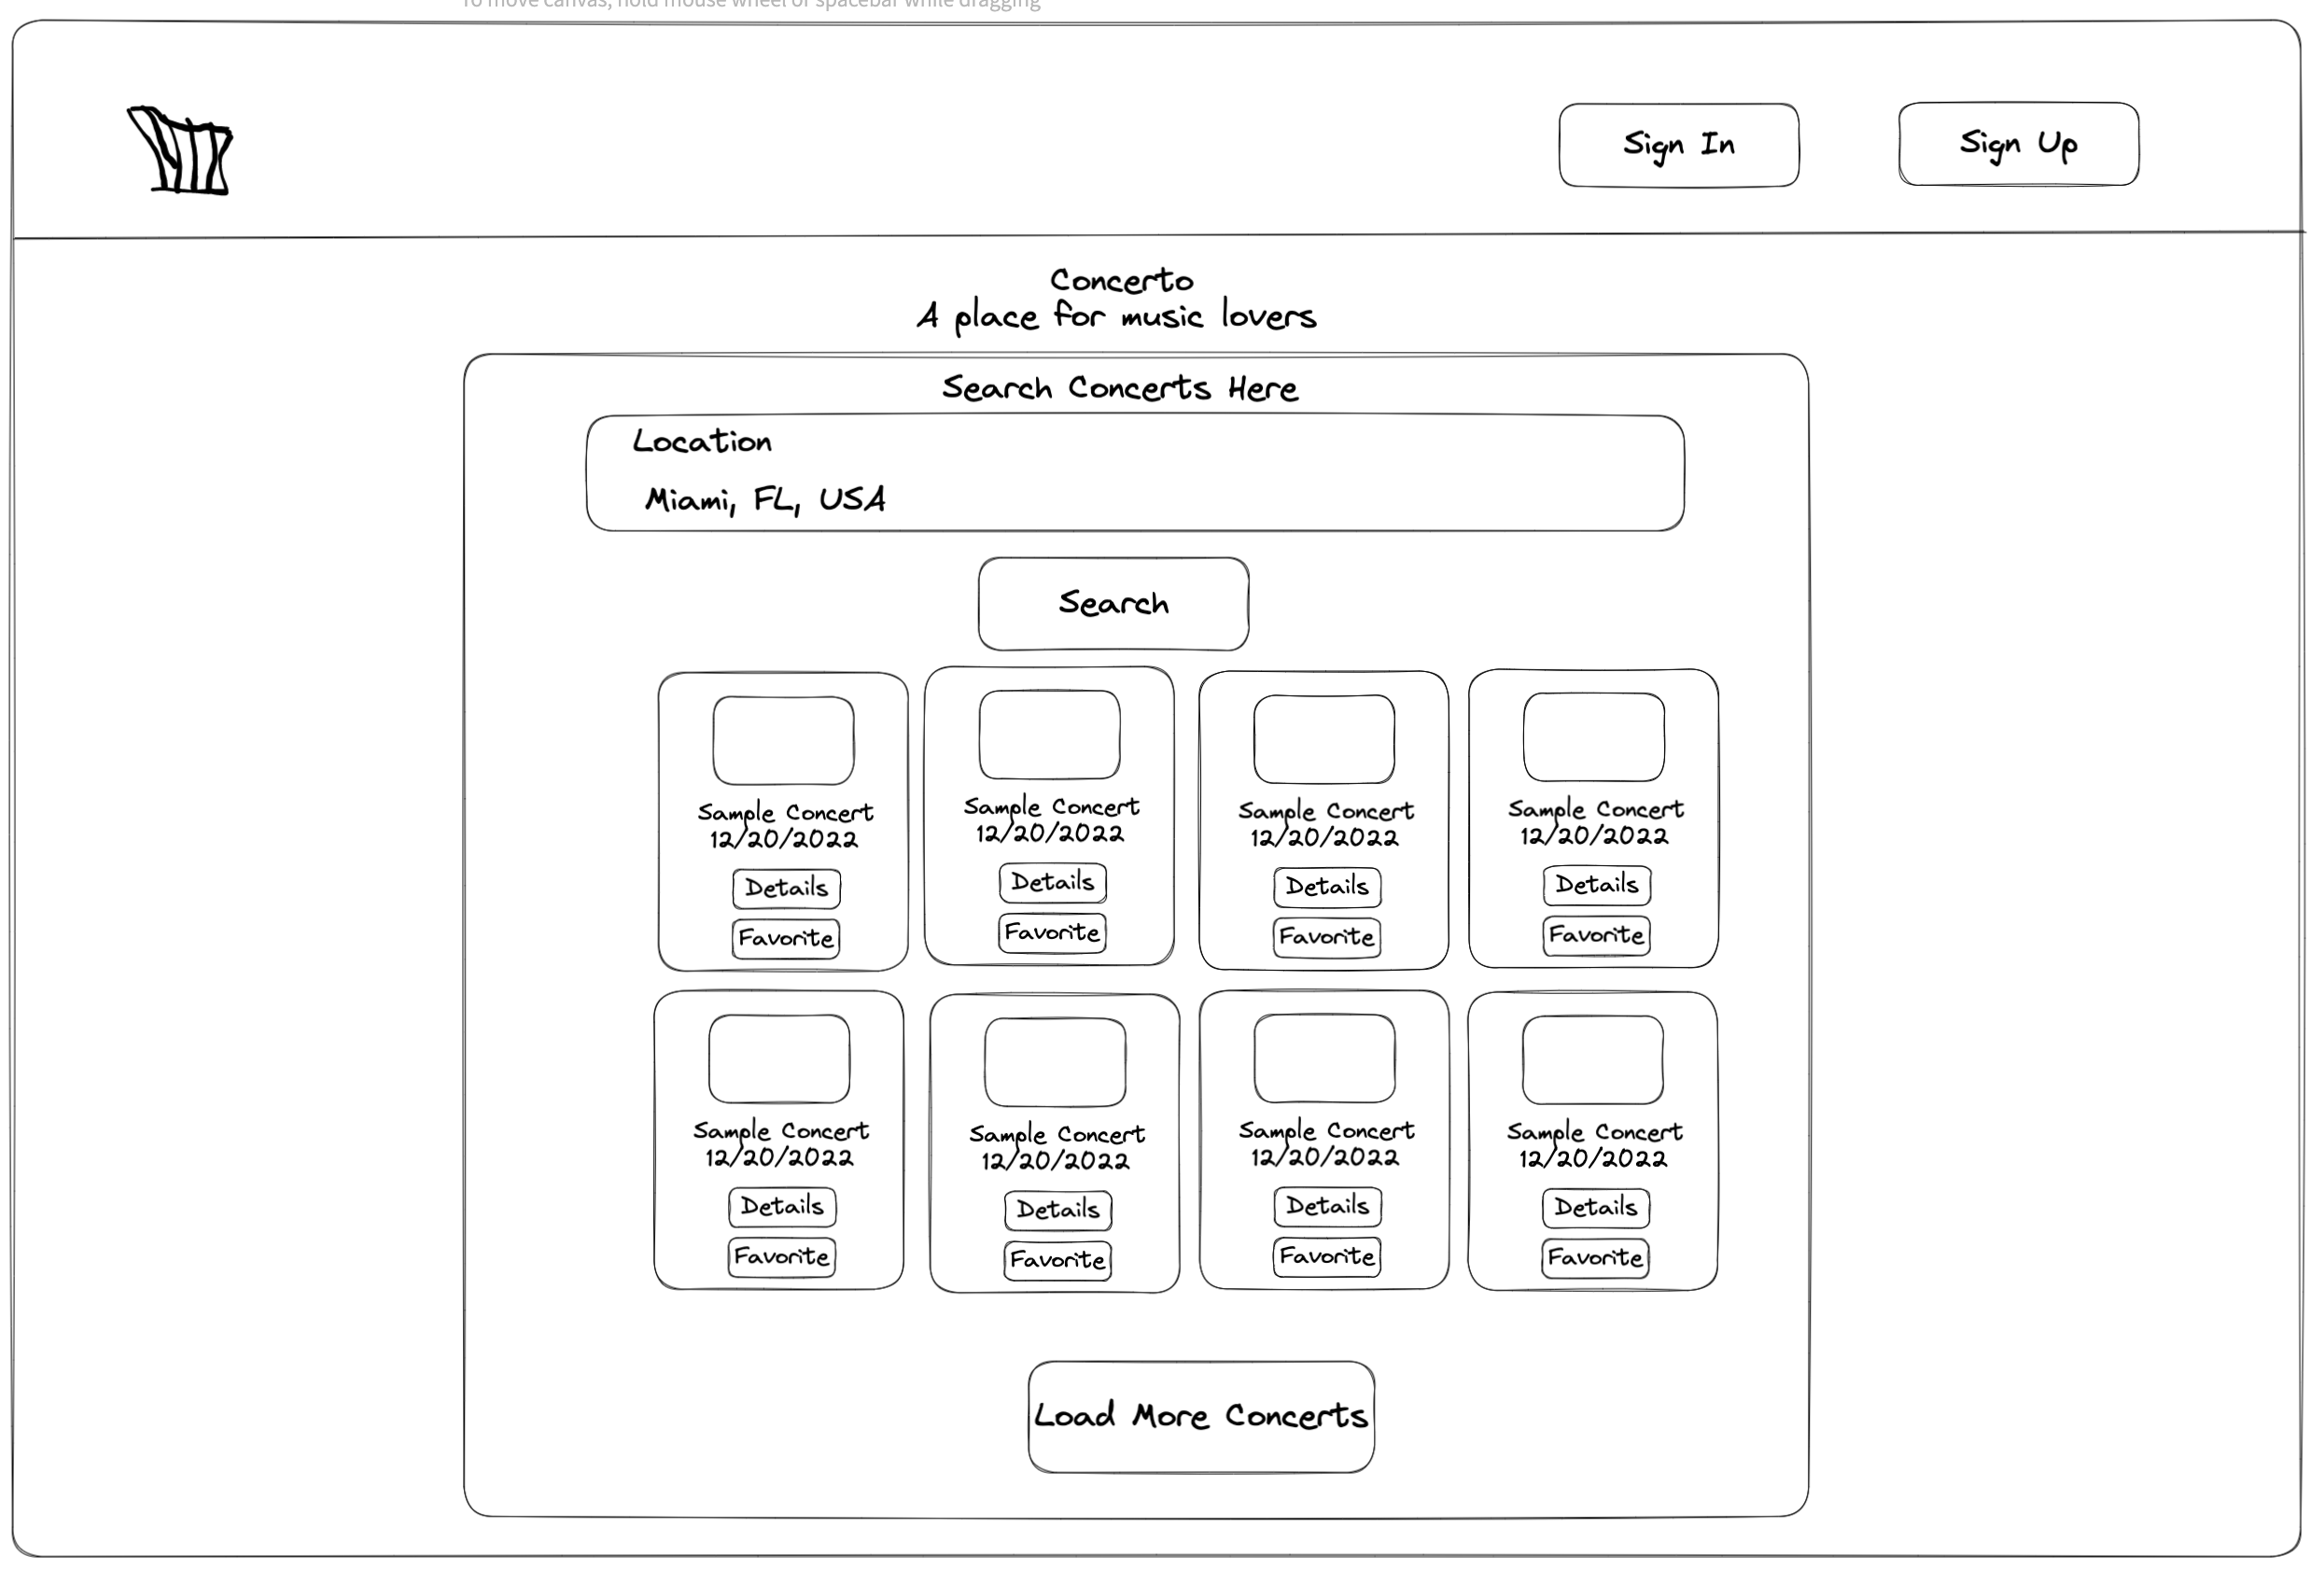 To move canvas, hold mouse wheel or spacebar while dragging
Sign In
Sign Up
Concerto
A place for music lovers
Search Concerts Here
Location
Miami, FL, USA
Search
Sample Concert
12/20/2022
Details
Favorite
Sample Concert
12/20/2022
Details
Favorite
Sample Concert
12/20/2022
Details
Favorite
Sample Concert
12/20/2022
Details
Favorite
Sample Concert
12/20/2022
Details
Favorite
Sample Concert
12/20/2022
Details
Favorite
Sample Concert
12/20/2022
Details
Favorite
Sample Concert
12/20/2022
Details
Favorite
Load More Concerts